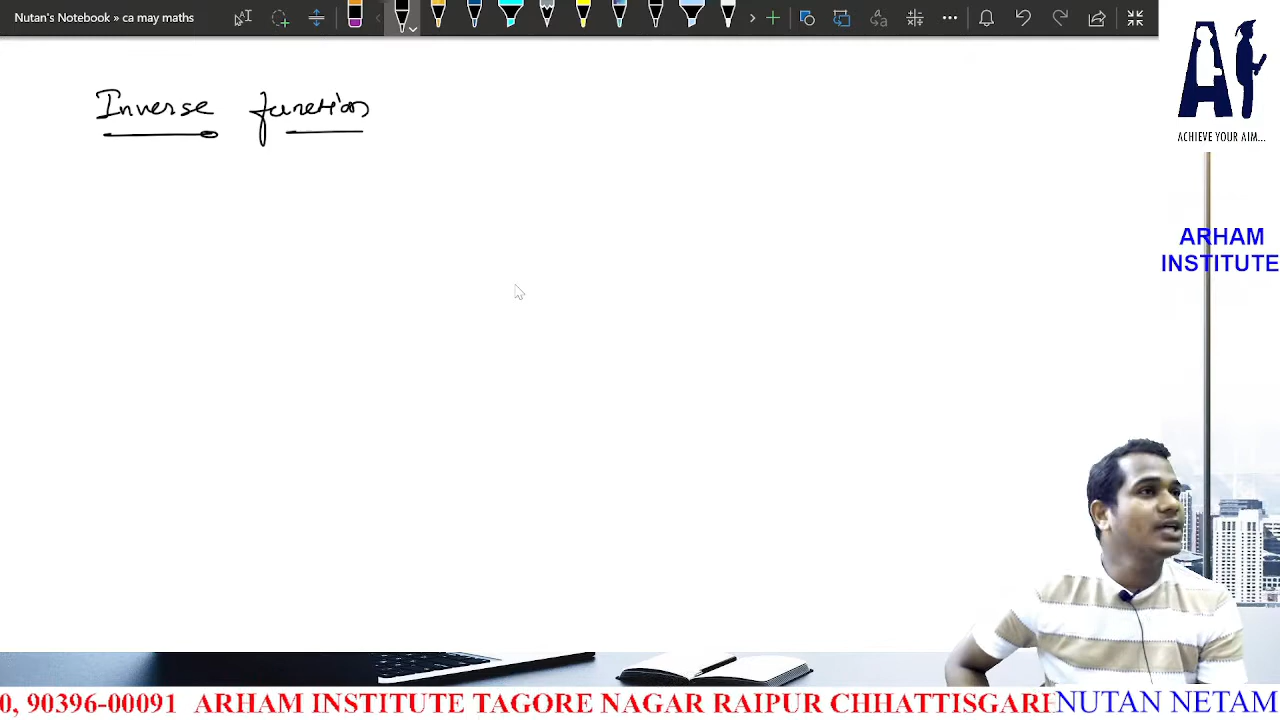 Nutan's Notebook » ca may maths
Inverse function
ACHIEVE YOUR AIM...
ARHAM
INSTITUTE
0, 90396-00091 ARHAM INSTITUTE TAGORE NAGAR RAIPUR CHHATTISGARH
NUTAN NETAM